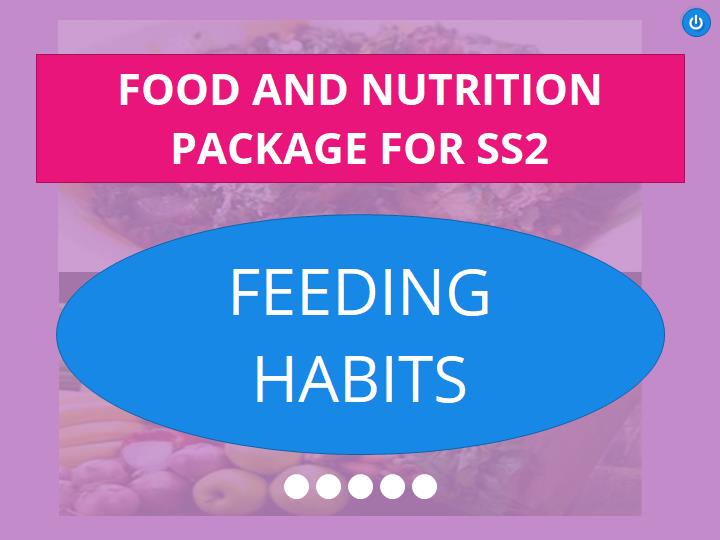 FOOD AND NUTRITION
PACKAGE FOR SS2
FEEDING
HABITS